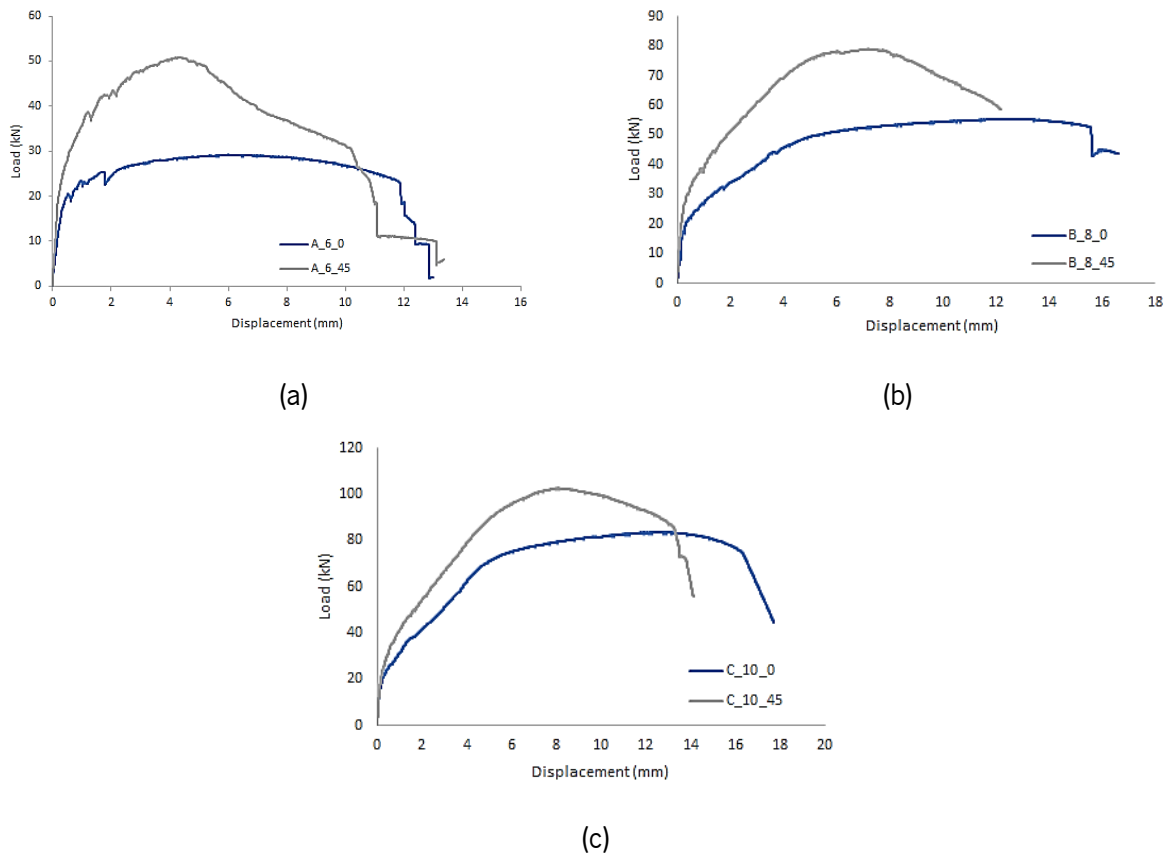 60
50
40
30
20
10
0
Load (kN)
0 2 4 6 8 10 12 14 16
Displacement (mm)
A_6_0
A_6_45
(a)
90
80
70
60
50
40
30
20
10
0
Load (kN)
0 2 4 6 8 10 12 14 16 18
Displacement (mm)
B_8_0
B_8_45
(b)
120
100
80
60
40
20
0
Load (kN)
0 2 4 6 8 10 12 14 16 18 20
Displacement (mm)
C_10_0
C_10_45
(c)